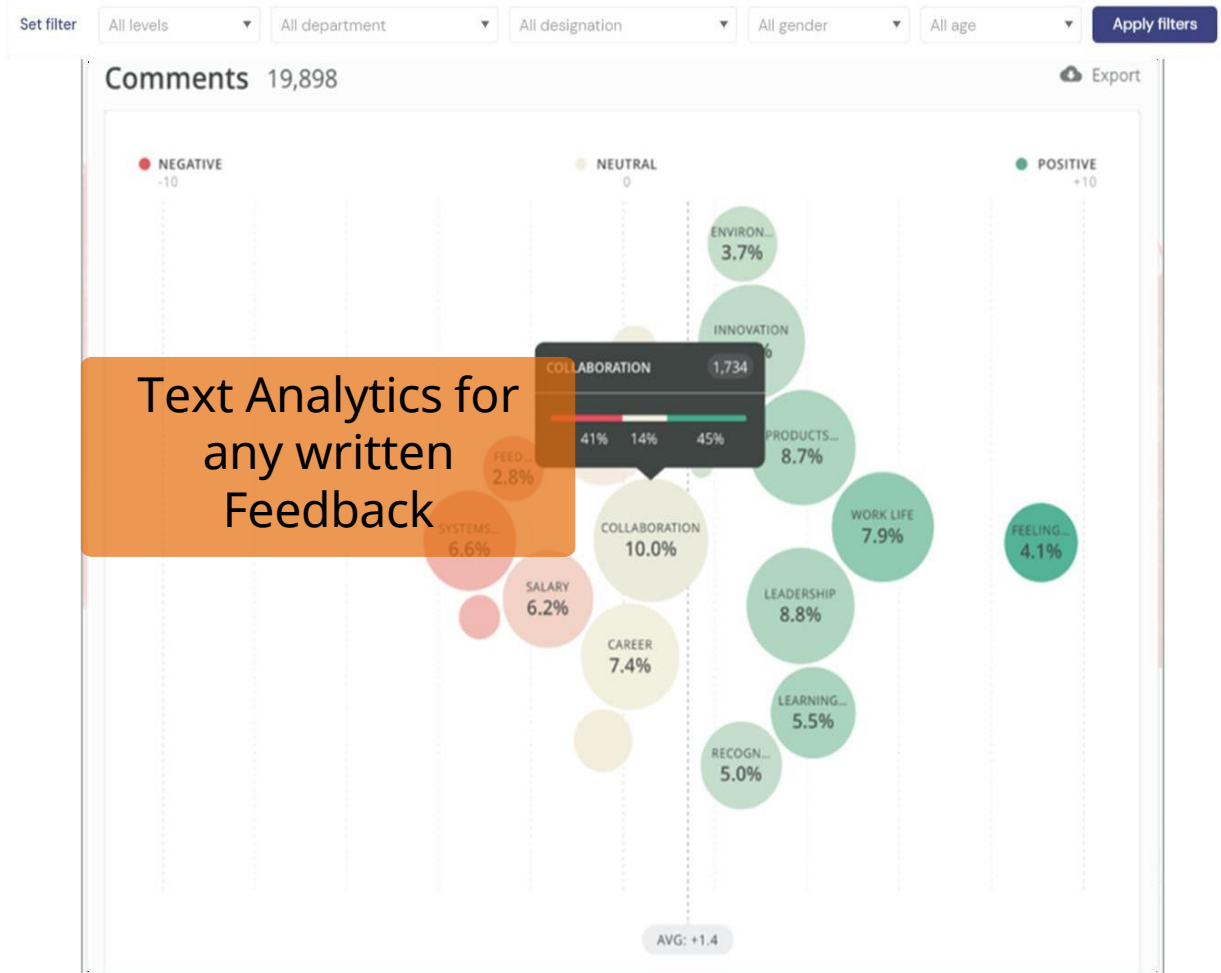 Set filter
All levels
All department
All designation
All gender
All age
Apply filters
Comments 19,898
Export
NEGATIVE
-10
NEUTRAL
0
POSITIVE
+10
ENVIRON...
3.7%
INNOVATION
COLLABORATION 1,734
41% 14% 45%
Text Analytics for
any written
Feedback
PRODUCTS...
8.7%
FEED...
2.8%
SYSTEMS...
6.6%
COLLABORATION
10.0%
WORK LIFE
7.9%
FEELING...
4.1%
SALARY
6.2%
LEADERSHIP
8.8%
CAREER
7.4%
LEARNING...
5.5%
RECOGN...
5.0%
AVG: +1.4